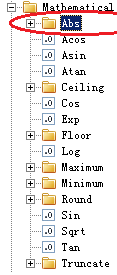 Mathematical
Abs
Acos
Asin
Atan
Ceiling
Cos
Exp
Floor
Log
Maximum
Minimum
Round
Sin
Sqrt
Tan
Truncate